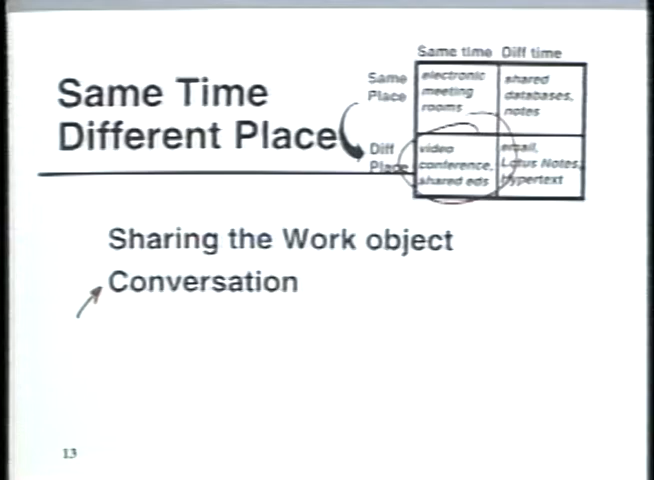 Same time Diff time
Same Place
electronic meeting rooms
shared databases, notes
Same Time
Different Place
Diff Place
video conference, shared eds
email, Lotus Notes, hypertext
Sharing the Work object
Conversation
13